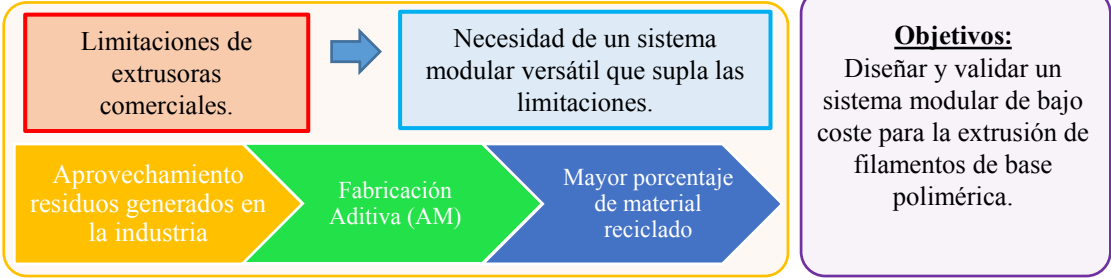 Limitaciones de
extrusoras
comerciales.
Necesidad de un sistema
modular versátil que supla las
limitaciones.
Aprovechamiento
residuos generados en
la industria
Fabricación
Aditiva (AM)
Mayor porcentaje
de material
reciclado
Objetivos:
Diseñar y validar un
sistema modular de bajo
coste para la extrusión de
filamentos de base
polimérica.